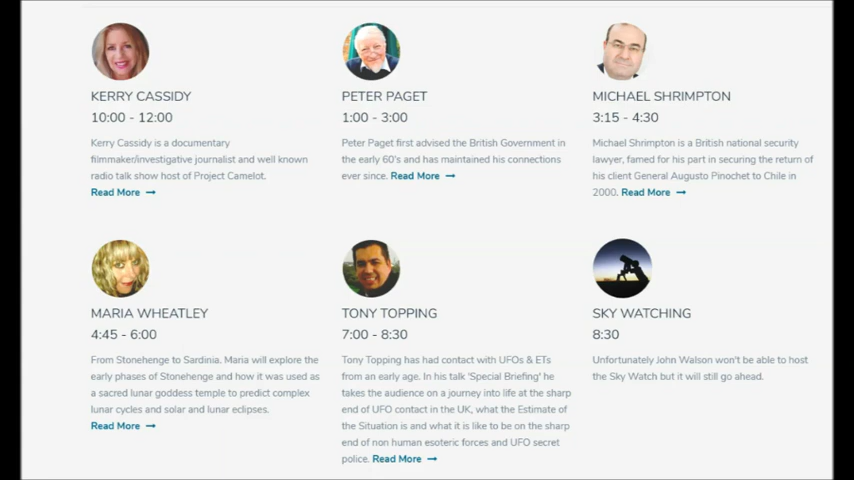 KERRY CASSIDY
10:00 - 12:00
Kerry Cassidy is a documentary
filmmaker/investigative journalist and well known
radio talk show host of Project Camelot.
Read More →
PETER PAGET
1:00 - 3:00
Peter Paget first advised the British Government in
the early 60's and has maintained his connections
ever since. Read More →
MICHAEL SHRIMPTON
3:15 - 4:30
Michael Shrimpton is a British national security
lawyer, famed for his part in securing the return of
his client General Augusto Pinochet to Chile in
2000. Read More →
MARIA WHEATLEY
4:45 - 6:00
From Stonehenge to Sardinia. Maria will explore the
early phases of Stonehenge and how it was used as
a sacred lunar goddess temple to predict complex
lunar cycles and solar and lunar eclipses.
Read More →
TONY TOPPING
7:00 - 8:30
Tony Topping has had contact with UFOs & ETs
from an early age. In his talk 'Special Briefing' he
takes the audience on a journey into life at the sharp
end of UFO contact in the UK, what the Estimate of
the Situation is and what it is like to be on the sharp
end of non human esoteric forces and UFO secret
police. Read More →
SKY WATCHING
8:30
Unfortunately John Walson won't be able to host
the Sky Watch but it will still go ahead.